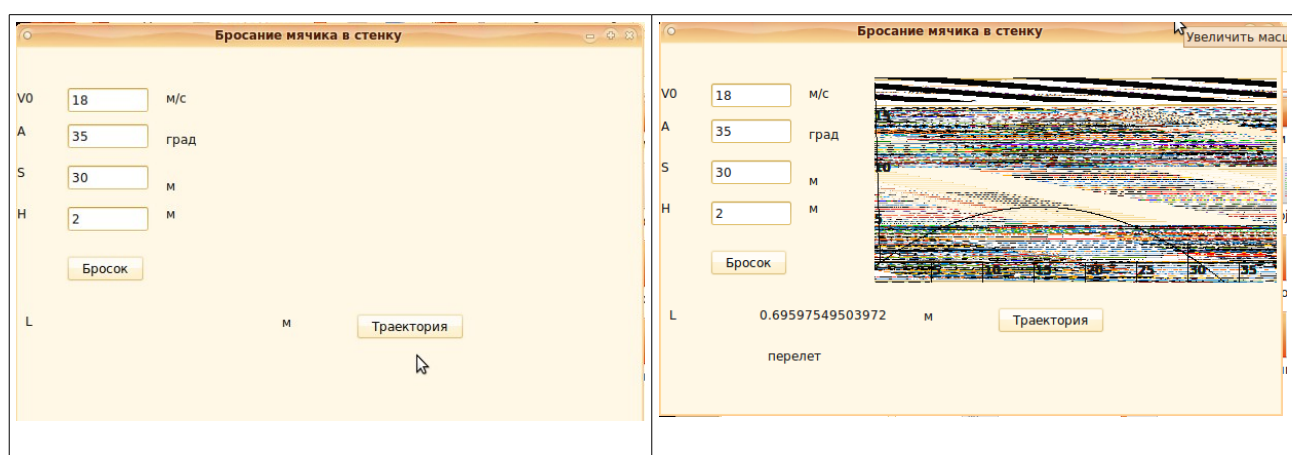 Бросание мячика в стенку
V0 18 м/с
A 35 град
S 30 м
H 2 м
Бросок
L м Траектория
Бросание мячика в стенку
Увеличить
V0 18 м/с
A 35 град
S 30 м
H 2 м
10
5
10 15 20 25 30 35
Бросок
L 0.69597549503972 м Траектория
перелет